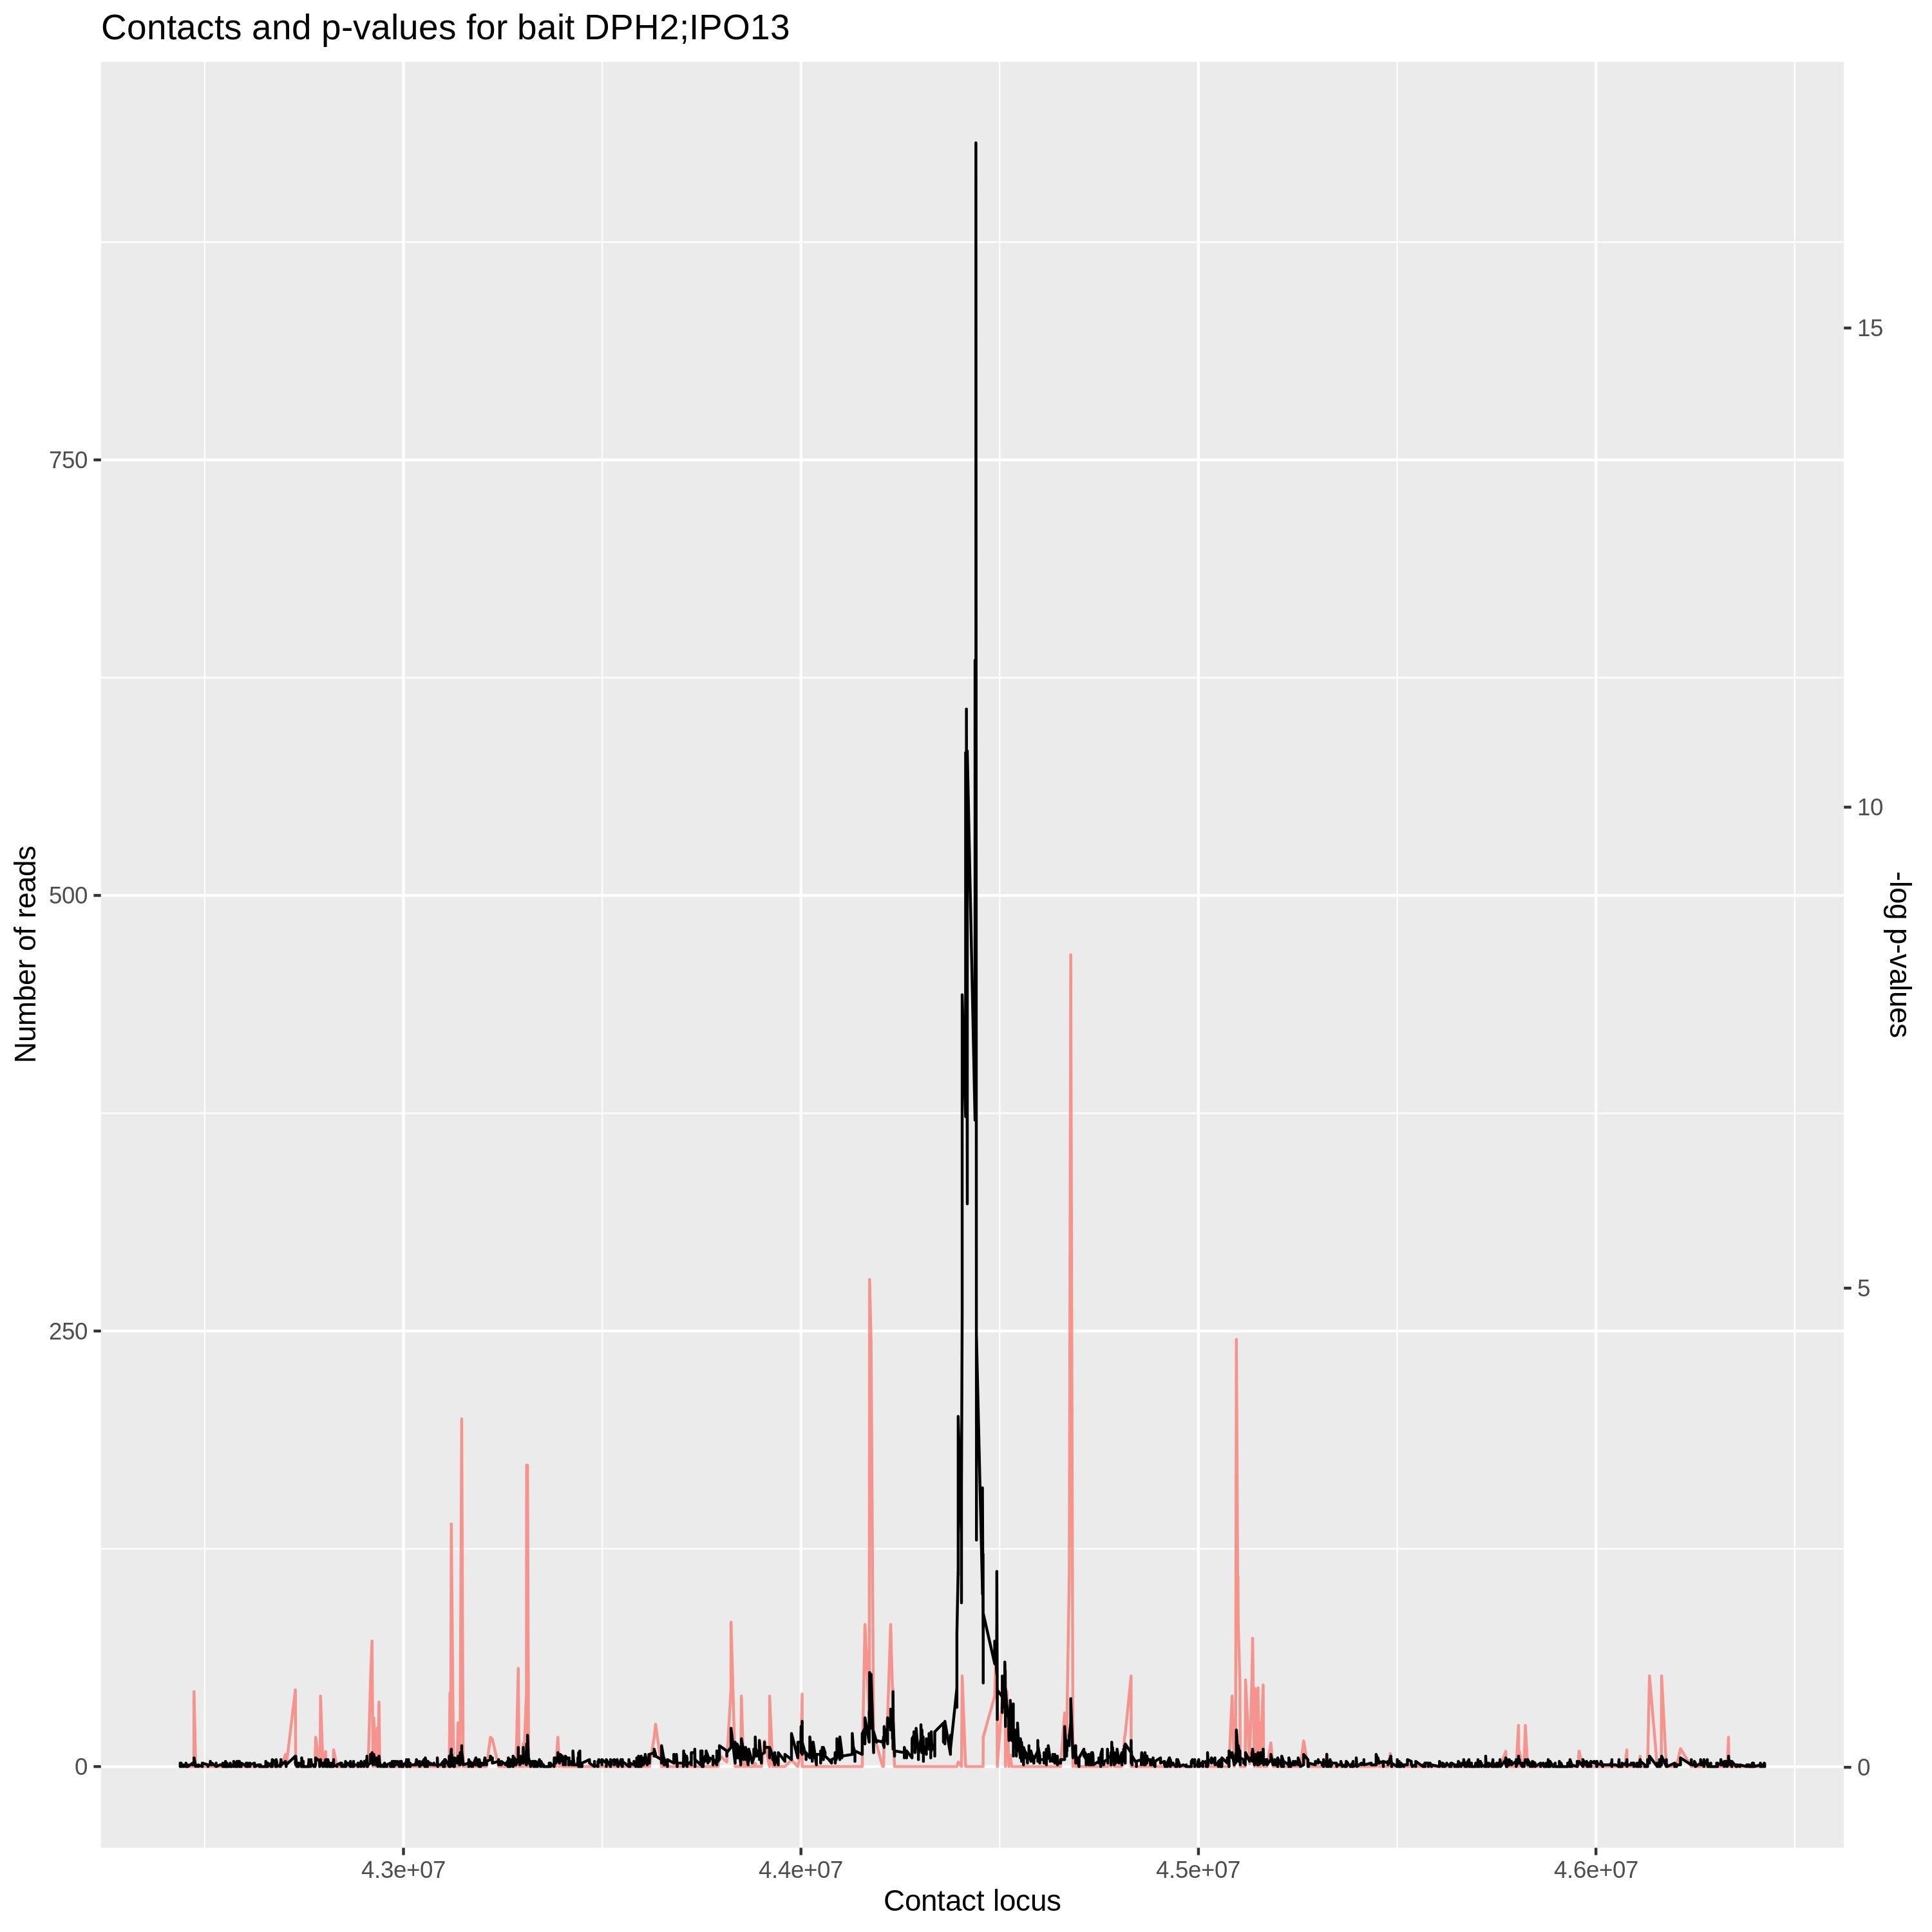 Contacts and p-values for bait DPH2;IPO13
Number of reads
750
500
250
0
15
10
5
0
-log p-values
4.3e+07 4.4e+07 4.5e+07 4.6e+07
Contact locus